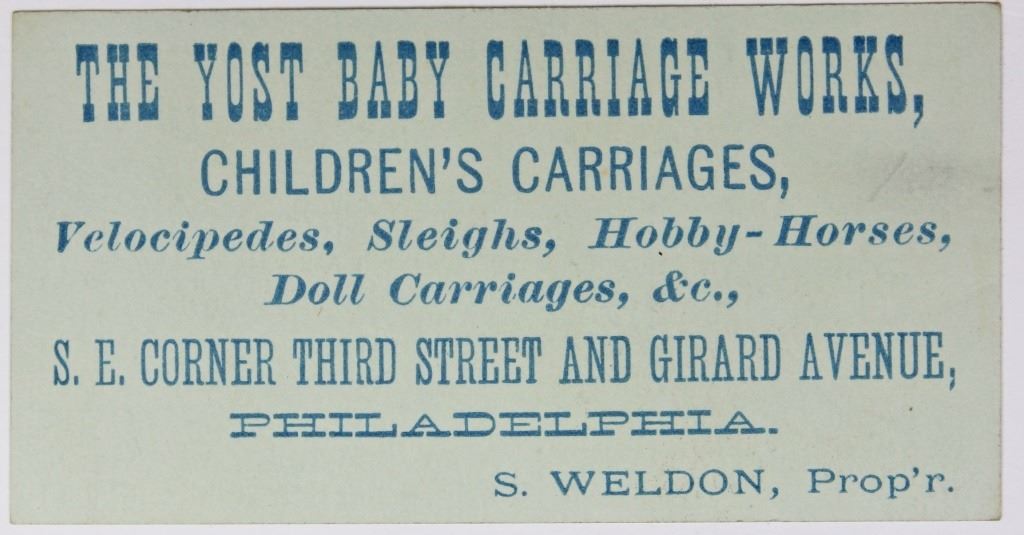 THE YOST BABY CARRIAGE WORKS,
CHILDREN'S CARRIAGES,
Velocipedes, Sleighs, Hobby-Horses,
Doll Carriages, &c.,
S. E. CORNER THIRD STREET AND GIRARD AVENUE,
PHILADELPHIA.
S. WELDON, Prop'r.